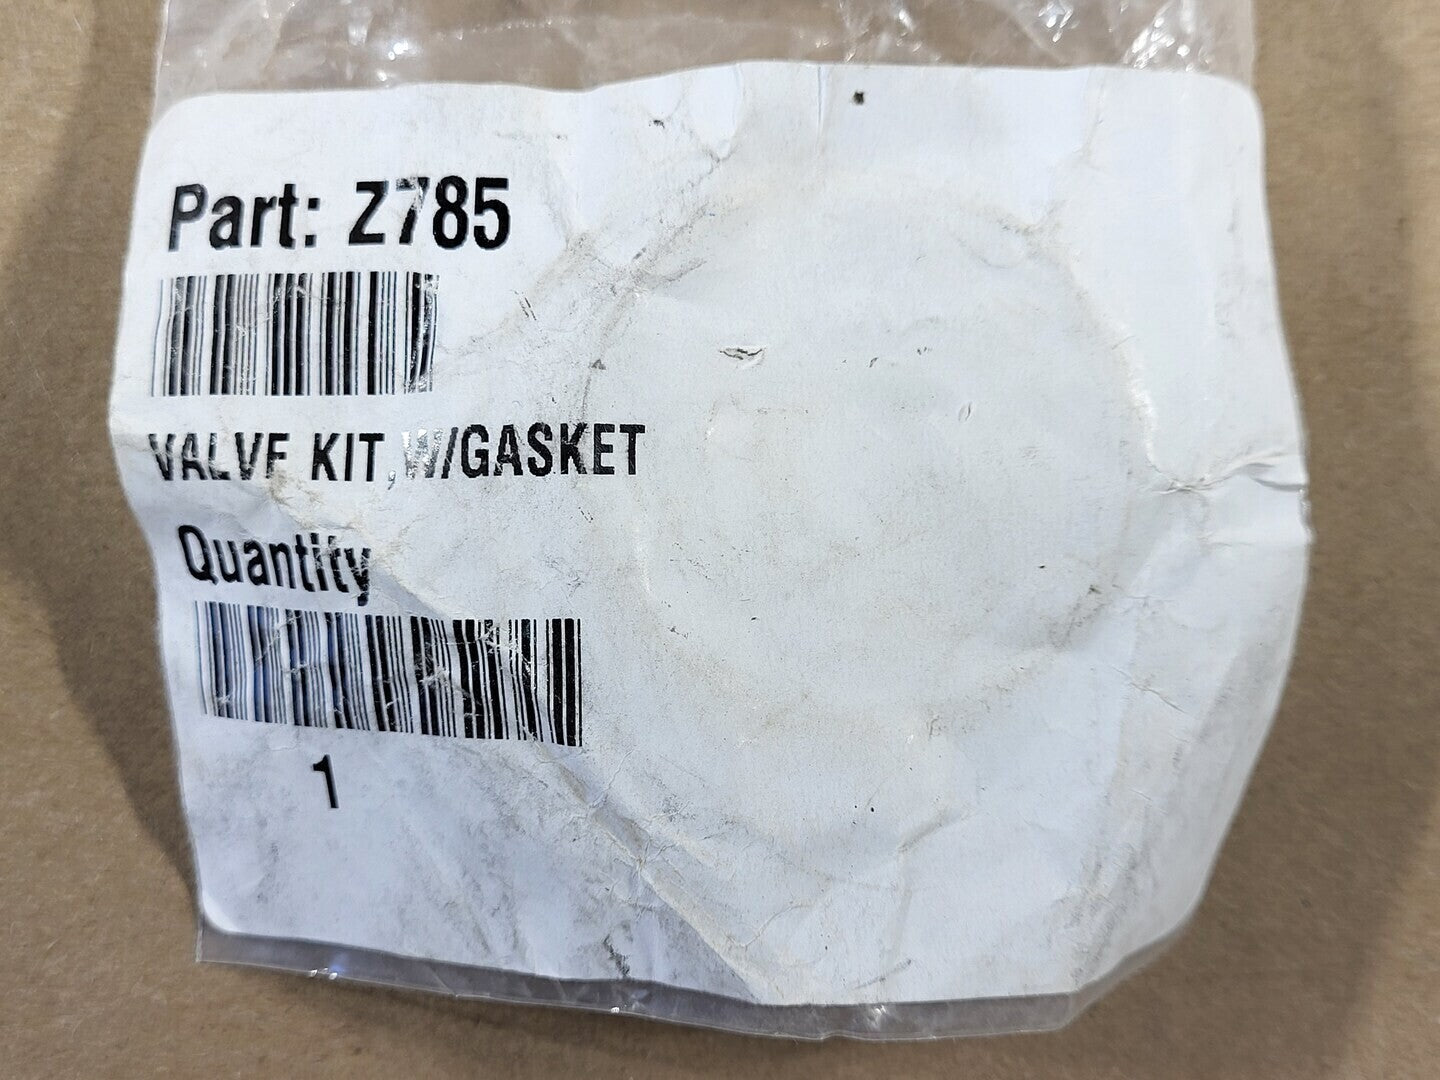 Part: Z785
VALVE KIT,W/GASKET
Quantity
1